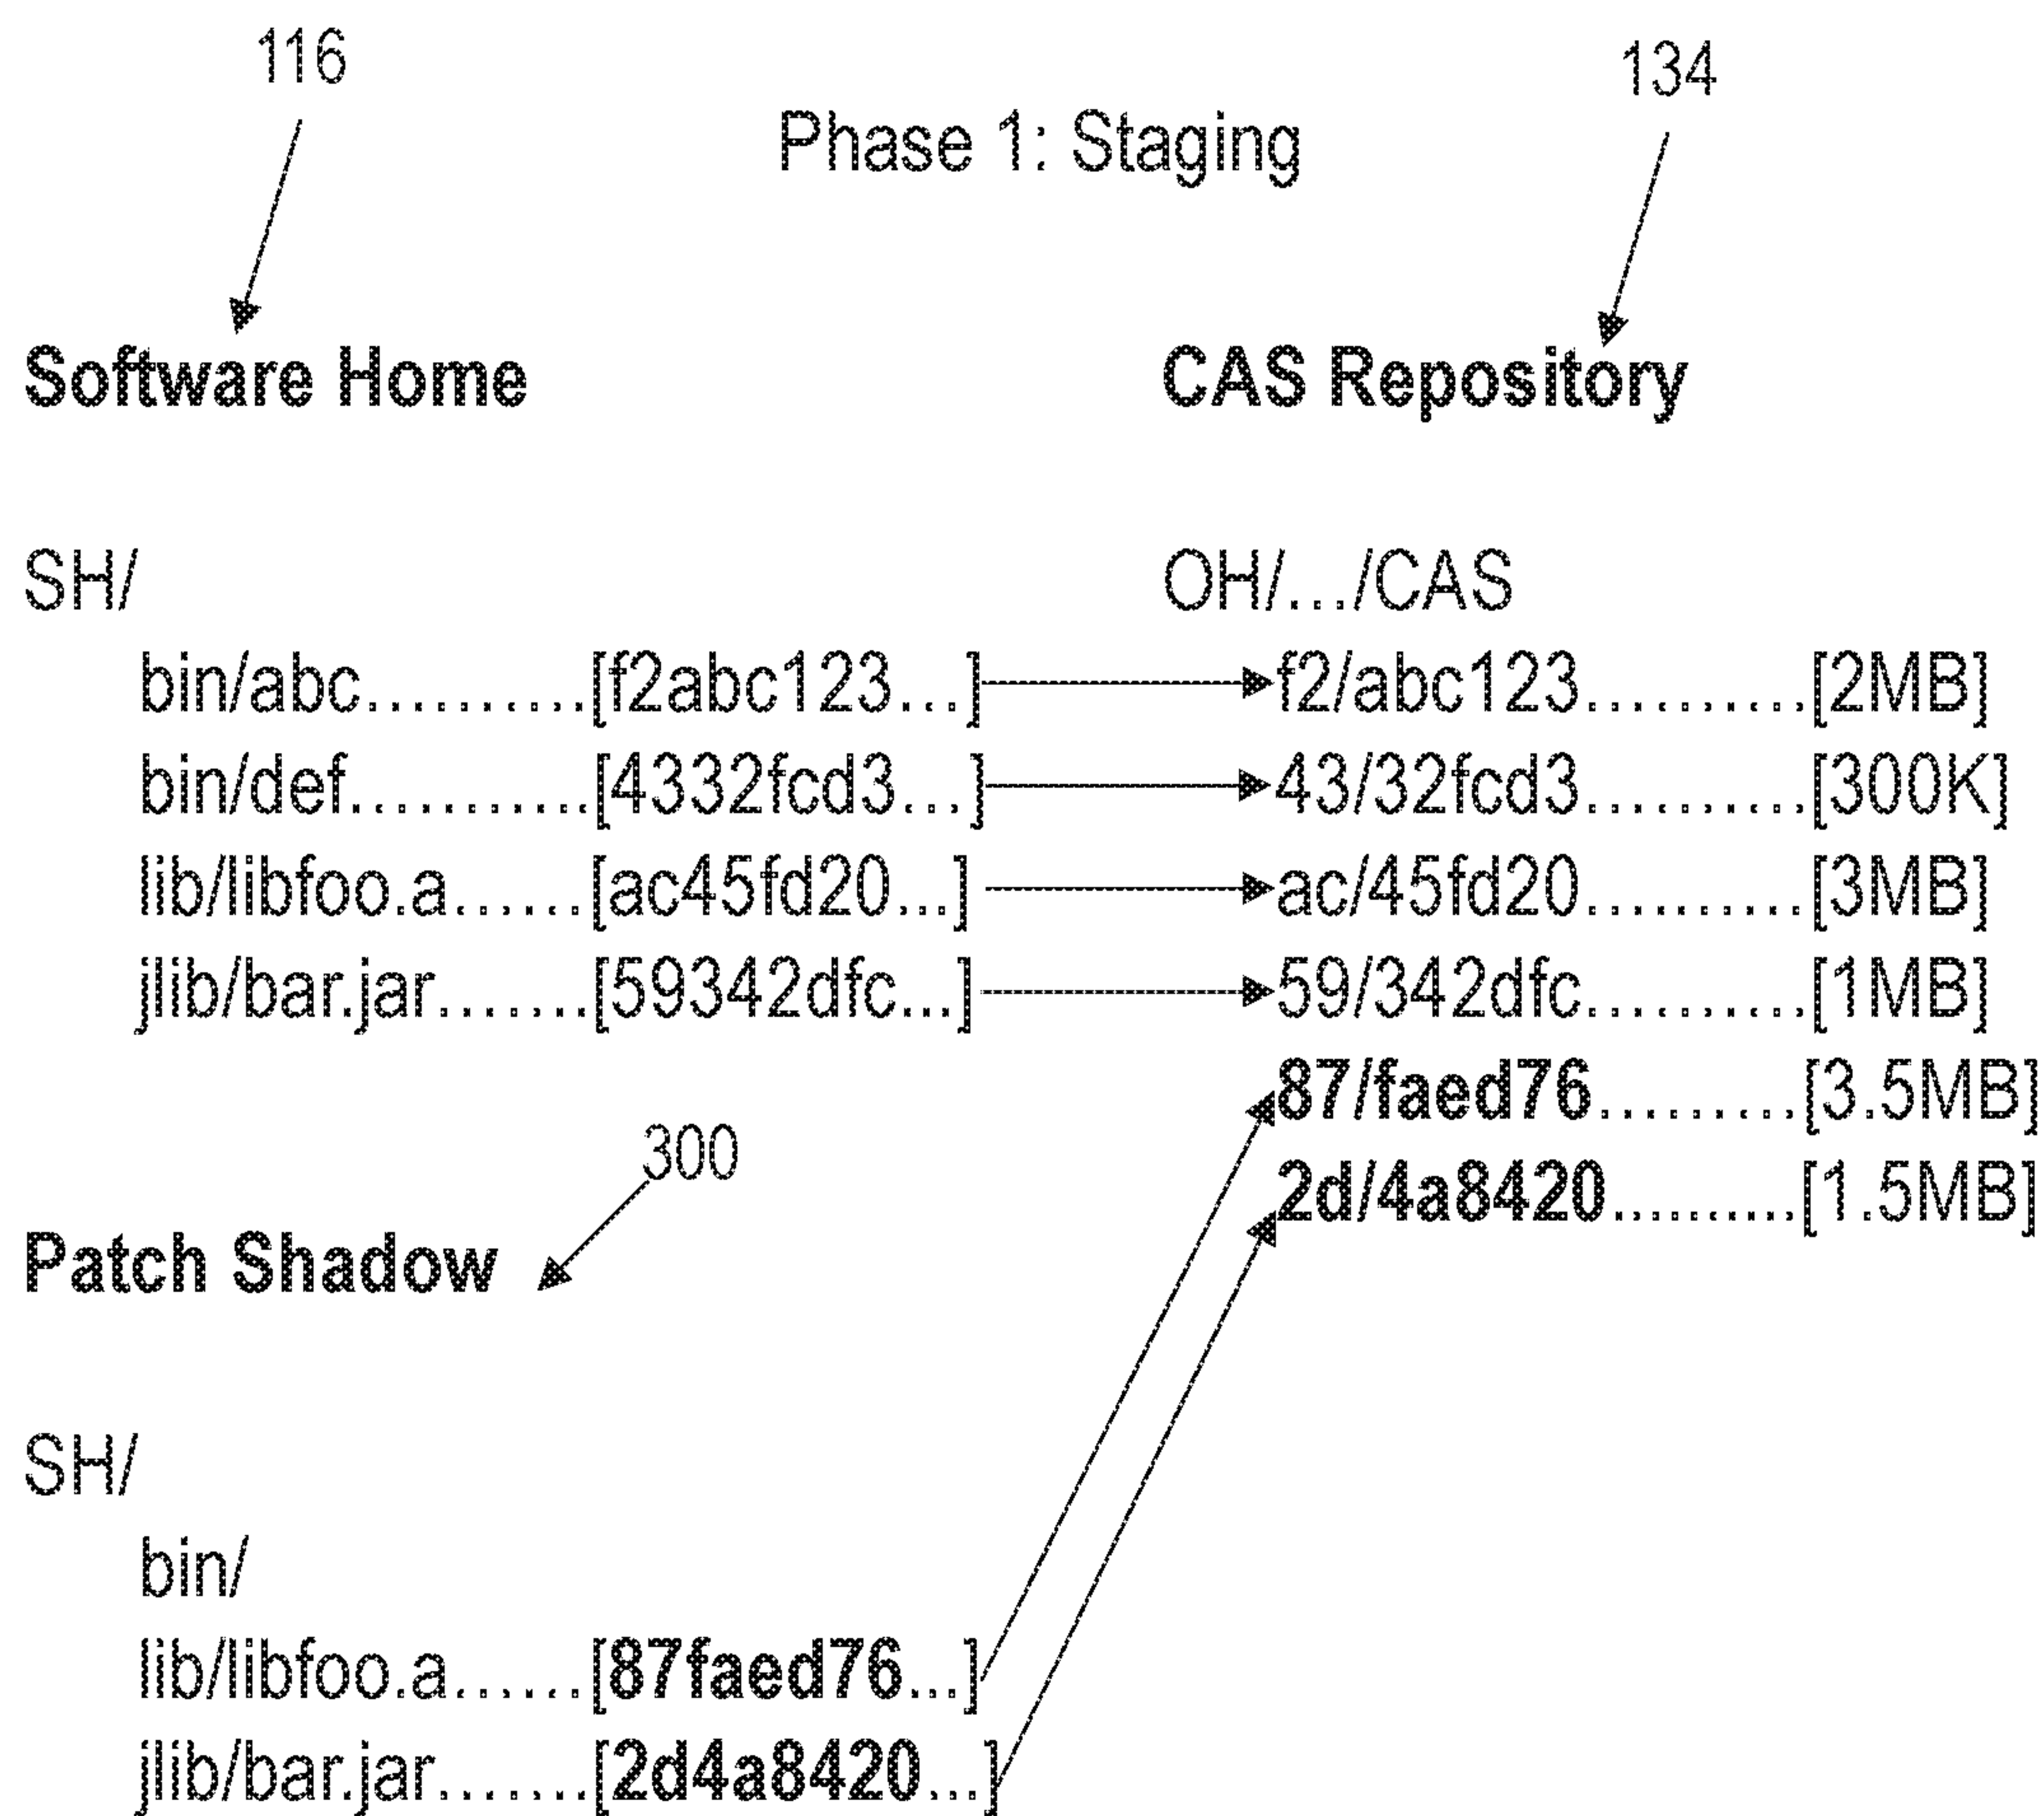 116
134
Phase 1: Staging
Software Home
CAS Repository
SH/
OH/.../CAS
bin/abc..........[f2abc123...]
f2/abc123..........[2MB]
bin/def...........[4332fcd3...]
43/32fcd3..........[300K]
lib/libfoo.a......[ac45fd20...]
ac/45fd20..........[3MB]
jlib/bar.jar.......[59342dfc...]
59/342dfc..........[1MB]
87/faed76.........[3.5MB]
300
2d/4a8420.........[1.5MB]
Patch Shadow
SH/
bin/
lib/libfoo.a......[87faed76...]
jlib/bar.jar.......[2d4a8420...]